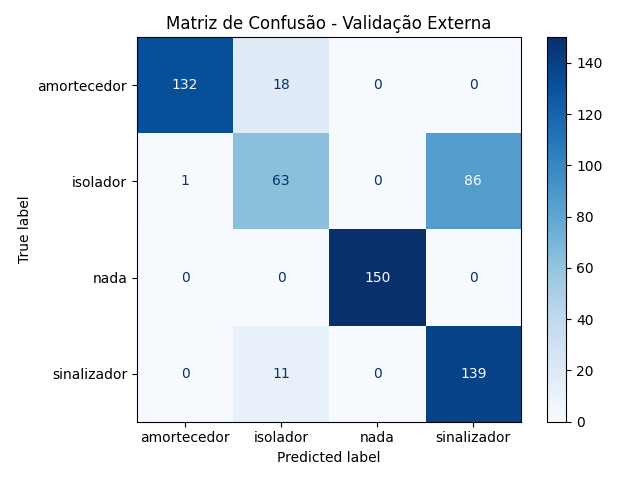 Matriz de Confusão - Validação Externa
True label
amortecedor 132 18 0 0
isolador 1 63 0 86
nada 0 0 150 0
sinalizador 0 11 0 139
amortecedor isolador nada sinalizador
Predicted label
140
120
100
80
60
40
20
0